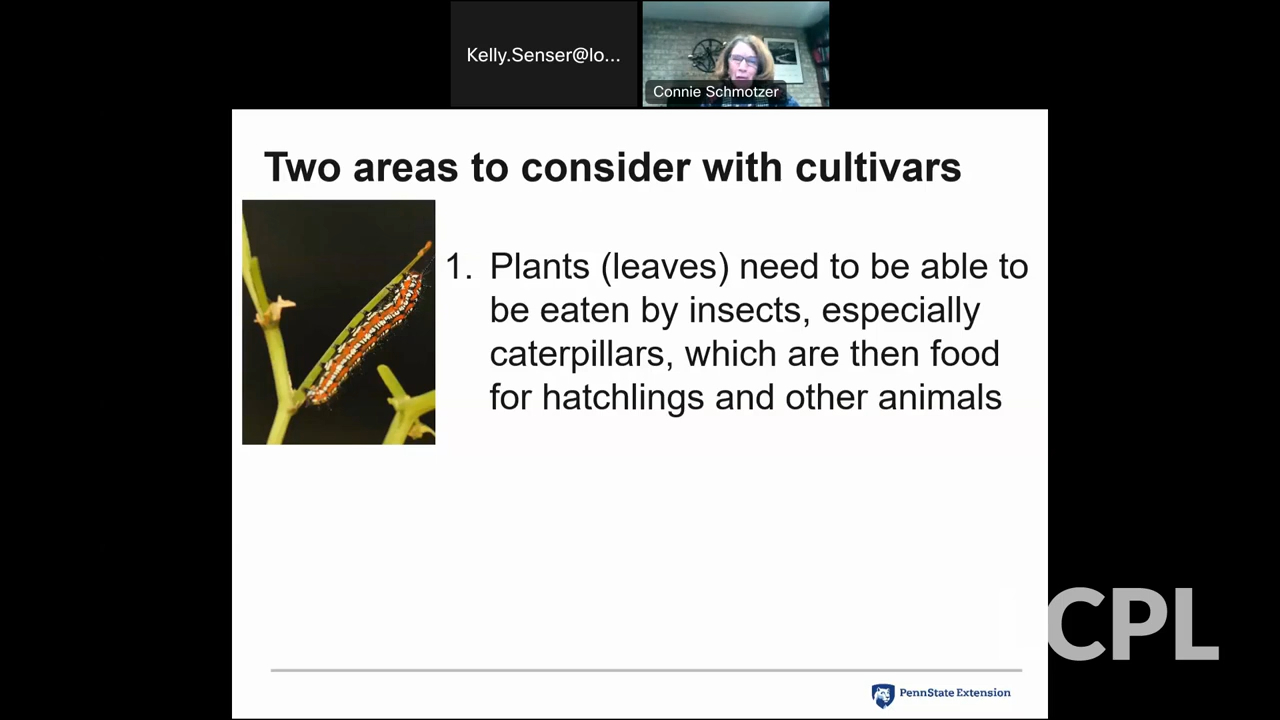 Kelly.Senser@lo...
Connie Schmotzer
Two areas to consider with cultivars
1. Plants (leaves) need to be able to
be eaten by insects, especially
caterpillars, which are then food
for hatchlings and other animals
CPL
PennState Extension